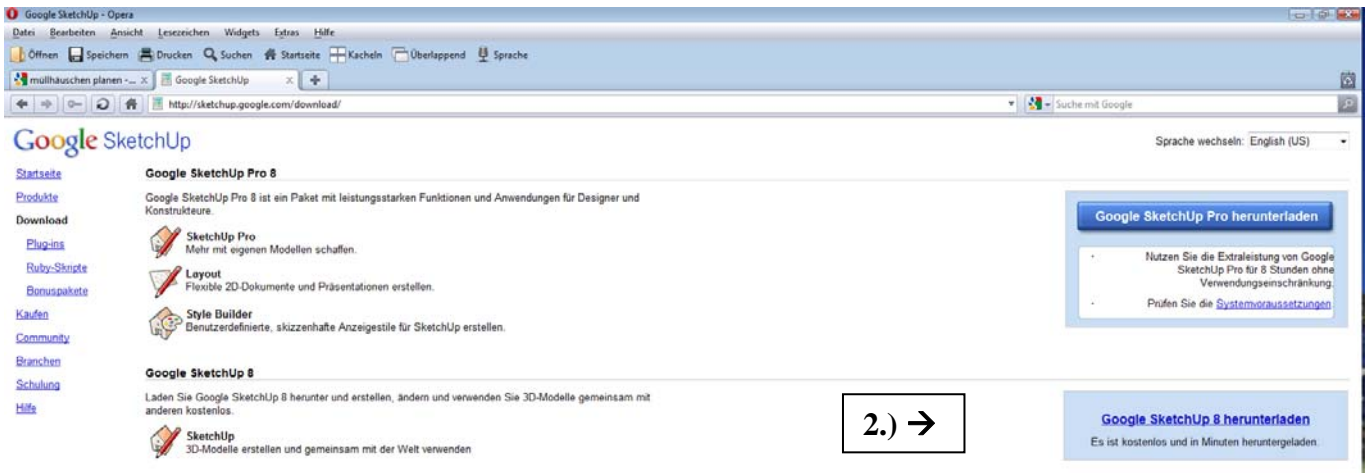 Google SketchUp - Opera
Datei Bearbeiten Ansicht Lesezeichen Widgets Extras Hilfe
Öffnen Speichern Drucken Suchen Startseite Kacheln Überlappend Sprache
müllhäuschen planen -... Google SketchUp
http://sketchup.google.com/download/ Suche mit Google
Google SketchUp
Sprache wechseln: English (US)
Startseite
Produkte
Download
Plug-ins
Ruby-Skripte
Bonuspakete
Kaufen
Community
Branchen
Schulung
Hilfe
Google SketchUp Pro 8
Google SketchUp Pro 8 ist ein Paket mit leistungsstarken Funktionen und Anwendungen für Designer und
Konstrukteure.
SketchUp Pro
Mehr mit eigenen Modellen schaffen.
Layout
Flexible 2D-Dokumente und Präsentationen erstellen.
Style Builder
Benutzerdefinierte, skizzenhafte Anzeigestile für SketchUp erstellen.
Google SketchUp Pro herunterladen
· Nutzen Sie die Extraleistung von Google
SketchUp Pro für 8 Stunden ohne
Verwendungseinschränkung.
· Prüfen Sie die Systemvoraussetzungen.
Google SketchUp 8
Laden Sie Google SketchUp 8 herunter und erstellen, ändern und verwenden Sie 3D-Modelle gemeinsam mit
anderen kostenlos.
SketchUp
3D-Modelle erstellen und gemeinsam mit der Welt verwenden
2.) →
Google SketchUp 8 herunterladen
Es ist kostenlos und in Minuten heruntergeladen.